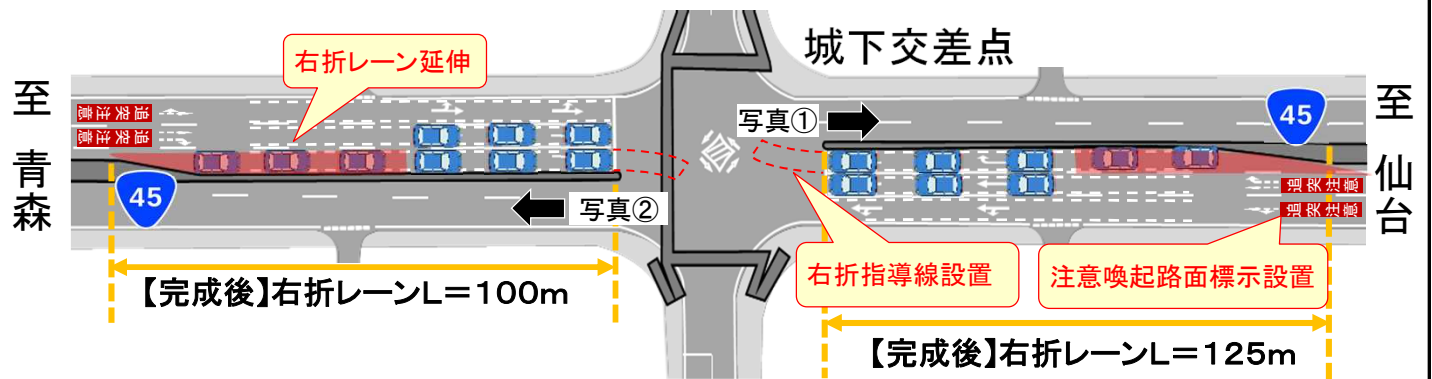 城下交差点
右折レーン延伸
至 青森
至 仙台
写真①
写真②
45
45
追突注意
追突注意
追突注意
追突注意
右折指導線設置
注意喚起路面標示設置
【完成後】右折レーンL＝100m
【完成後】右折レーンL＝125m